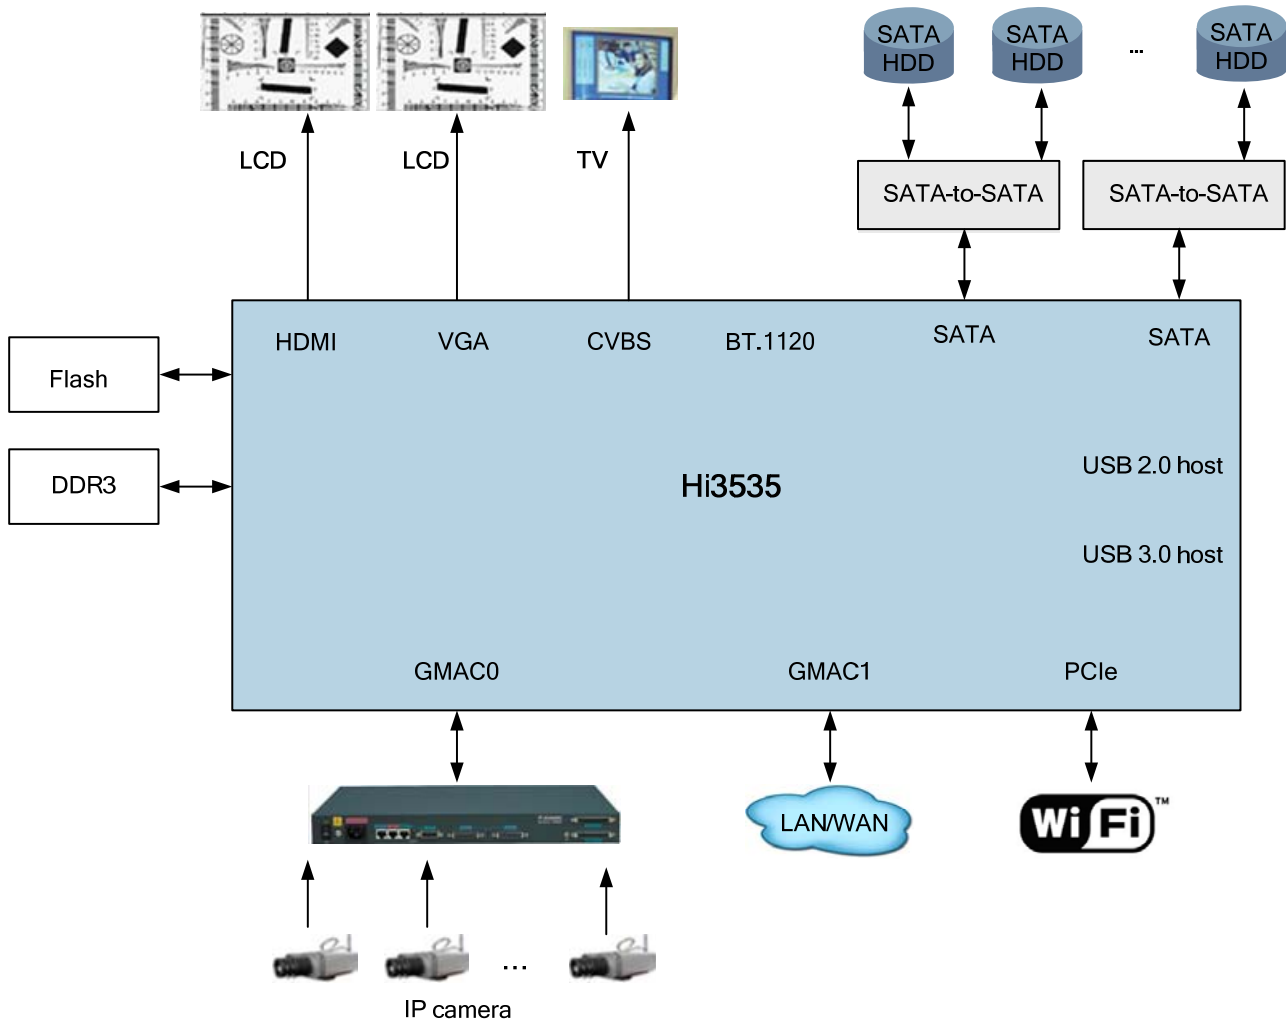 SATA
HDD
SATA
HDD
...
SATA
HDD
LCD
LCD
TV
SATA-to-SATA
SATA-to-SATA
HDMI
VGA
CVBS
BT.1120
SATA
SATA
Flash
DDR3
Hi3535
USB 2.0 host
USB 3.0 host
GMAC0
GMAC1
PCIe
LAN/WAN
Wi Fi™
...
IP camera